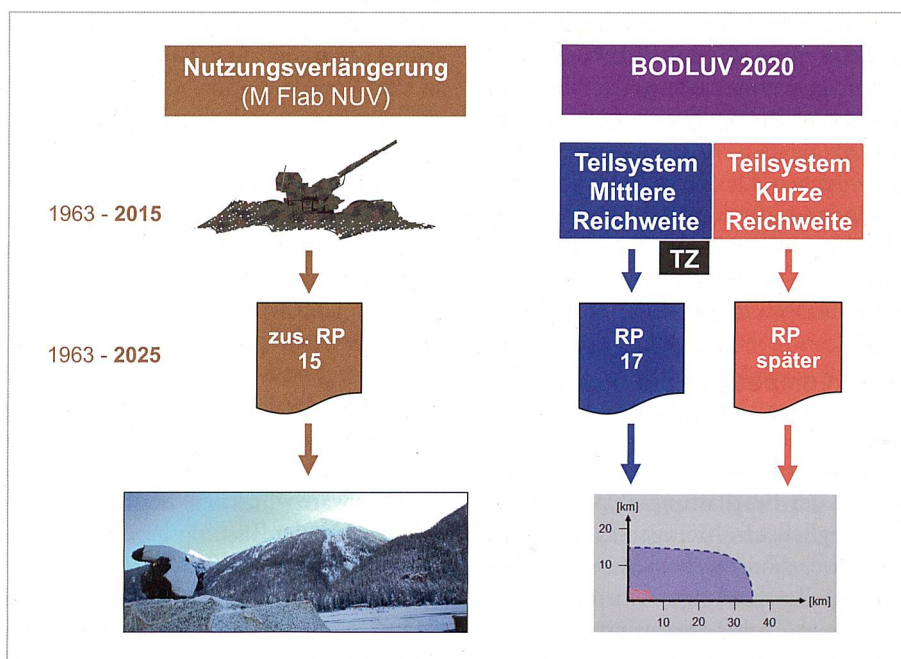 Nutzungsverlängerung
(M Flab NUV)
BODLUV 2020
Teilsystem
Mittlere
Reichweite
Teilsystem
Kurze
Reichweite
1963 - 2015
TZ
1963 - 2025
zus. RP
15
RP
17
RP
später
[km]
20
10
[km]
10
20
30
40